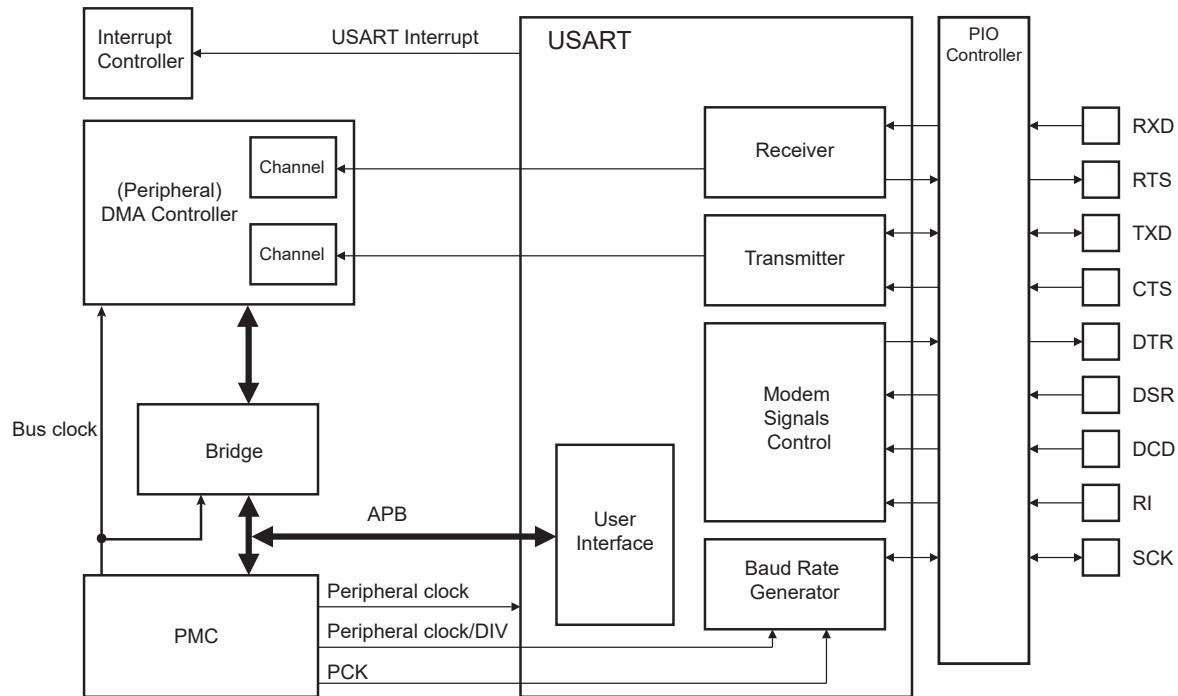 Interrupt
Controller
USART Interrupt
USART
PIO
Controller
(Peripheral)
DMA Controller
Channel
Channel
Receiver
Transmitter
Modem
Signals
Control
RXD
RTS
TXD
CTS
DTR
DSR
DCD
RI
SCK
Bus clock
Bridge
APB
User
Interface
Baud Rate
Generator
PMC
Peripheral clock
Peripheral clock/DIV
PCK